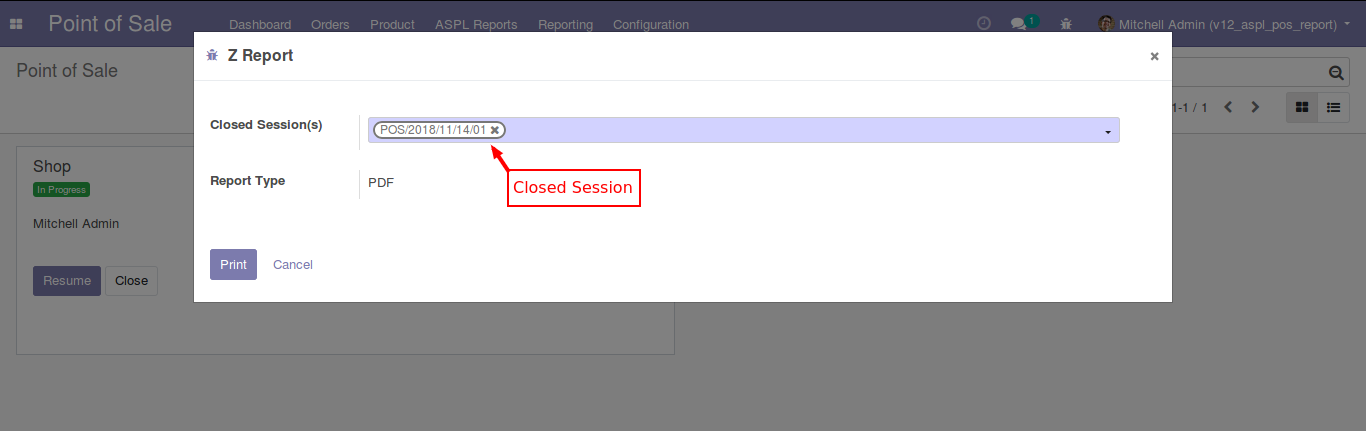 Point of Sale Dashboard Orders Product ASPL Reports Reporting Configuration 1 Mitchell Admin (v12_aspl_pos_report)
Z Report ×
Point of Sale
1-1 / 1
Closed Session(s) POS/2018/11/14/01 ×
Shop
Report Type PDF
Closed Session
In Progress
Mitchell Admin
Print Cancel
Resume Close